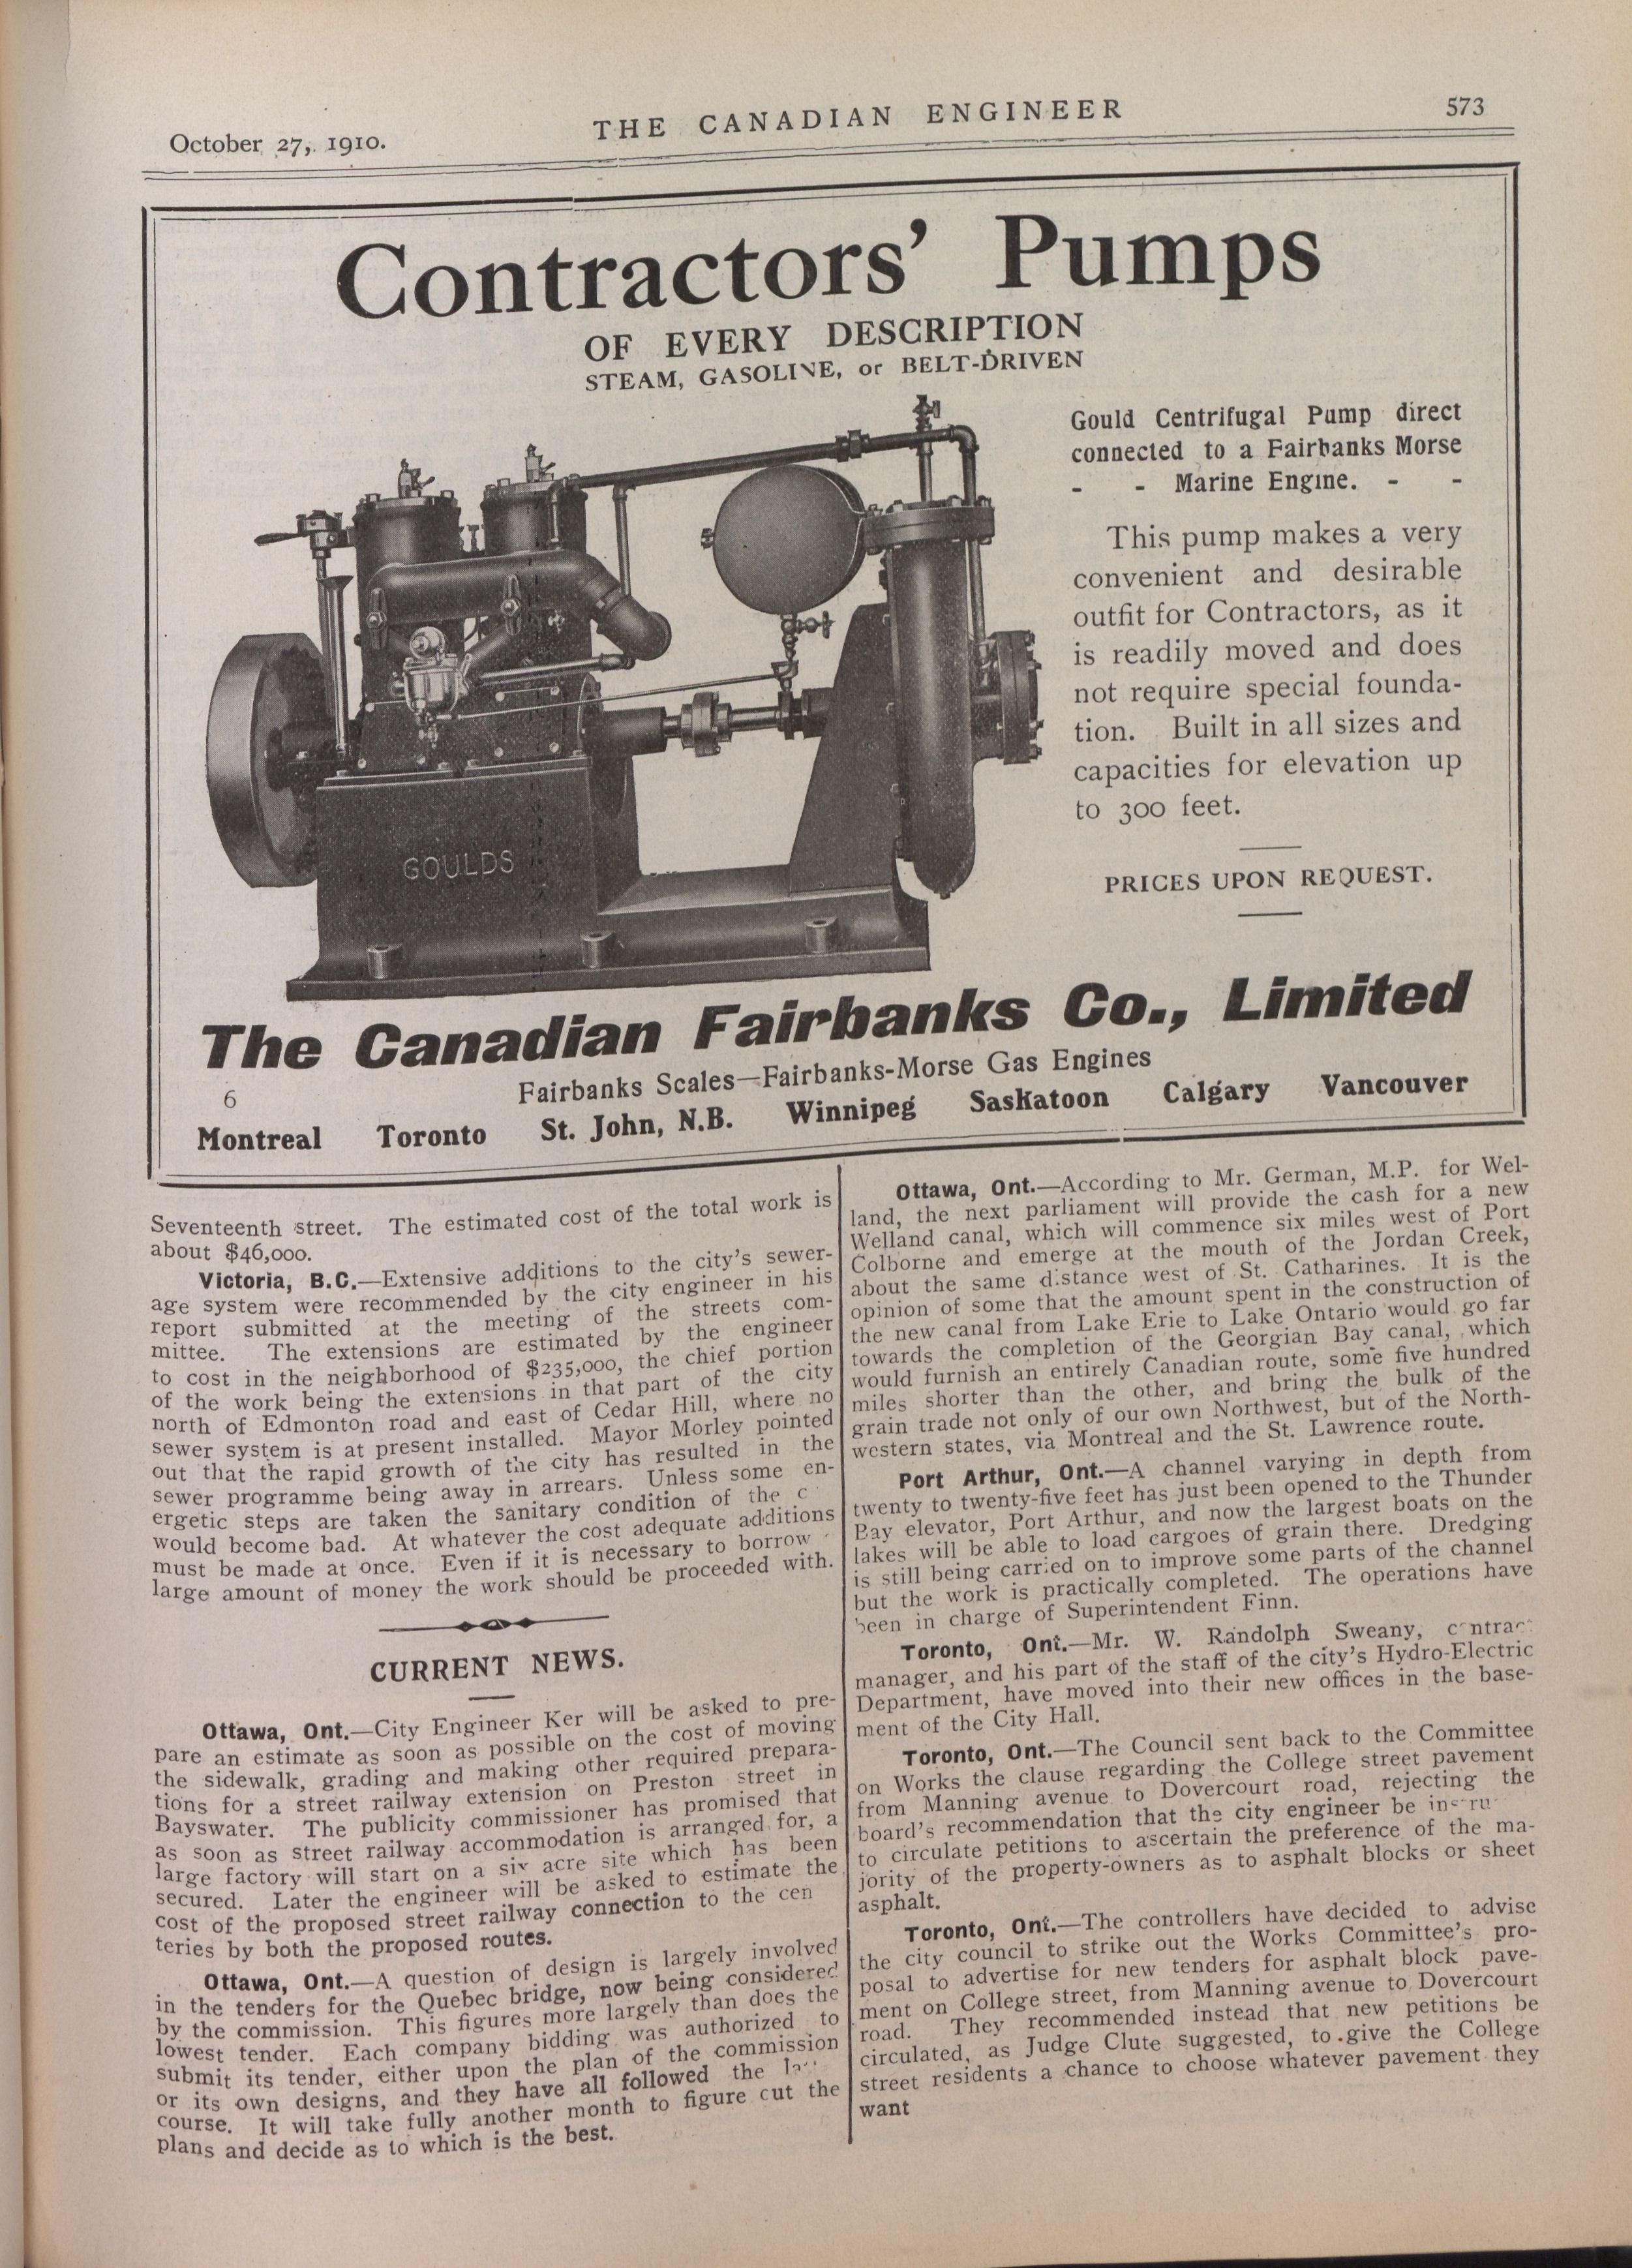 October 27, 1910.
THE CANADIAN ENGINEER
573
Contractors' Pumps
OF EVERY DESCRIPTION
STEAM, GASOLINE, or BELT-DRIVEN
Gould Centrifugal Pump direct
connected to a Fairbanks Morse
- - Marine Engine. - -
This pump makes a very
convenient and desirable
outfit for Contractors, as it
is readily moved and does
not require special founda-
tion. Built in all sizes and
capacities for elevation up
to 300 feet.
PRICES UPON REQUEST.
GOULDS
The Canadian Fairbanks Co., Limited
Fairbanks Scales—Fairbanks-Morse Gas Engines
6
Montreal Toronto St. John, N.B. Winnipeg Saskatoon Calgary Vancouver
Seventeenth street. The estimated cost of the total work is
about $46,000.
Victoria, B.C.—Extensive additions to the city's sewer-
age system were recommended by the city engineer in his
report submitted at the meeting of the streets com-
mittee. The extensions are estimated by the engineer
to cost in the neighborhood of $235,000, the chief portion
of the work being the extensions in that part of the city
north of Edmonton road and east of Cedar Hill, where no
sewer system is at present installed. Mayor Morley pointed
out that the rapid growth of the city has resulted in the
sewer programme being away in arrears. Unless some en-
ergetic steps are taken the sanitary condition of the c
would become bad. At whatever the cost adequate additions
must be made at once. Even if it is necessary to borrow
large amount of money the work should be proceeded with.
CURRENT NEWS.
Ottawa, Ont.—City Engineer Ker will be asked to pre-
pare an estimate as soon as possible on the cost of moving
the sidewalk, grading and making other required prepara-
tions for a street railway extension on Preston street in
Bayswater. The publicity commissioner has promised that
as soon as street railway accommodation is arranged for, a
large factory will start on a six acre site which has been
secured. Later the engineer will be asked to estimate the
cost of the proposed street railway connection to the cen
teries by both the proposed routes.
Ottawa, Ont.—A question of design is largely involved
in the tenders for the Quebec bridge, now being considered
by the commission. This figures more largely than does the
lowest tender. Each company bidding was authorized to
submit its tender, either upon the plan of the commission
or its own designs, and they have all followed the
course. It will take fully another month to figure cut the
plans and decide as to which is the best.
Ottawa, Ont.—According to Mr. German, M.P. for Wel-
land, the next parliament will provide the cash for a new
Welland canal, which will commence six miles west of Port
Colborne and emerge at the mouth of the Jordan Creek,
about the same distance west of St. Catharines. It is the
opinion of some that the amount spent in the construction of
the new canal from Lake Erie to Lake Ontario would go far
towards the completion of the Georgian Bay canal, which
would furnish an entirely Canadian route, some five hundred
miles shorter than the other, and bring the bulk of the
grain trade not only of our own Northwest, but of the North-
western states, via Montreal and the St. Lawrence route.
Port Arthur, Ont.—A channel varying in depth from
twenty to twenty-five feet has just been opened to the Thunder
Bay elevator, Port Arthur, and now the largest boats on the
lakes will be able to load cargoes of grain there. Dredging
is still being carried on to improve some parts of the channel
but the work is practically completed. The operations have
been in charge of Superintendent Finn.
Toronto, Ont.—Mr. W. Randolph Sweany, contract
manager, and his part of the staff of the city's Hydro-Electric
Department, have moved into their new offices in the base-
ment of the City Hall.
Toronto, Ont.—The Council sent back to the Committee
on Works the clause regarding the College street pavement
from Manning avenue to Dovercourt road, rejecting the
board's recommendation that the city engineer be instru
to circulate petitions to ascertain the preference of the ma-
jority of the property-owners as to asphalt blocks or sheet
asphalt.
Toronto, Ont.—The controllers have decided to advise
the city council to strike out the Works Committee's pro-
posal to advertise for new tenders for asphalt block pave-
ment on College street, from Manning avenue to Dovercourt
road. They recommended instead that new petitions be
circulated, as Judge Clute suggested, to give the College
street residents a chance to choose whatever pavement they
want